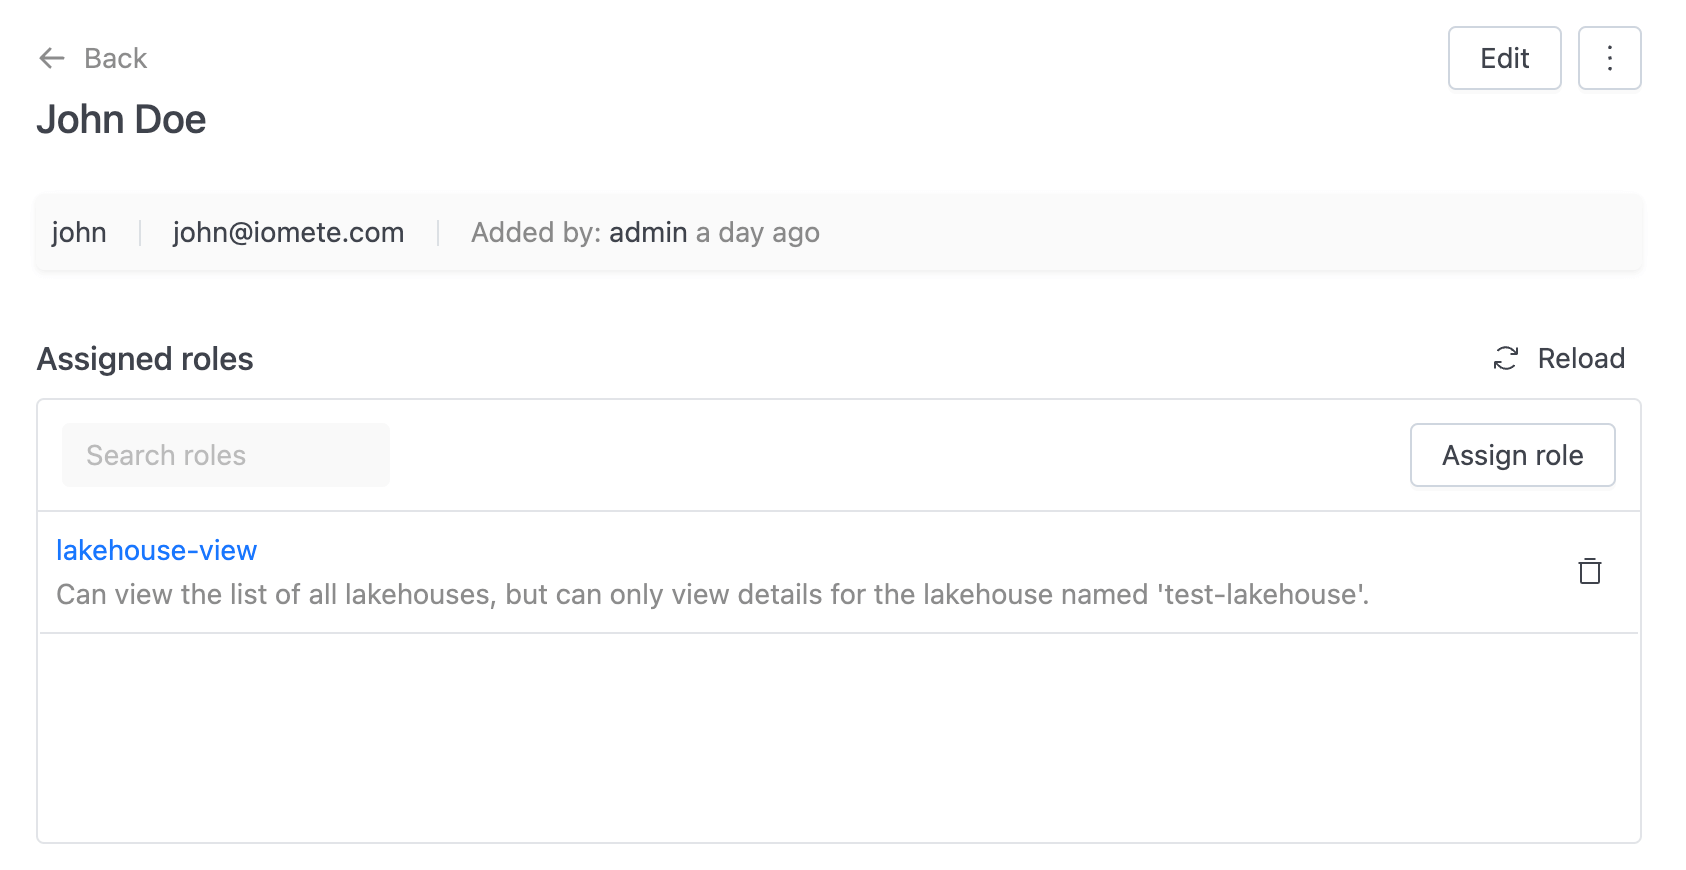 Back
Edit
John Doe
john john@iomete.com Added by: admin a day ago
Assigned roles
Reload
Search roles
Assign role
lakehouse-view
Can view the list of all lakehouses, but can only view details for the lakehouse named 'test-lakehouse'.